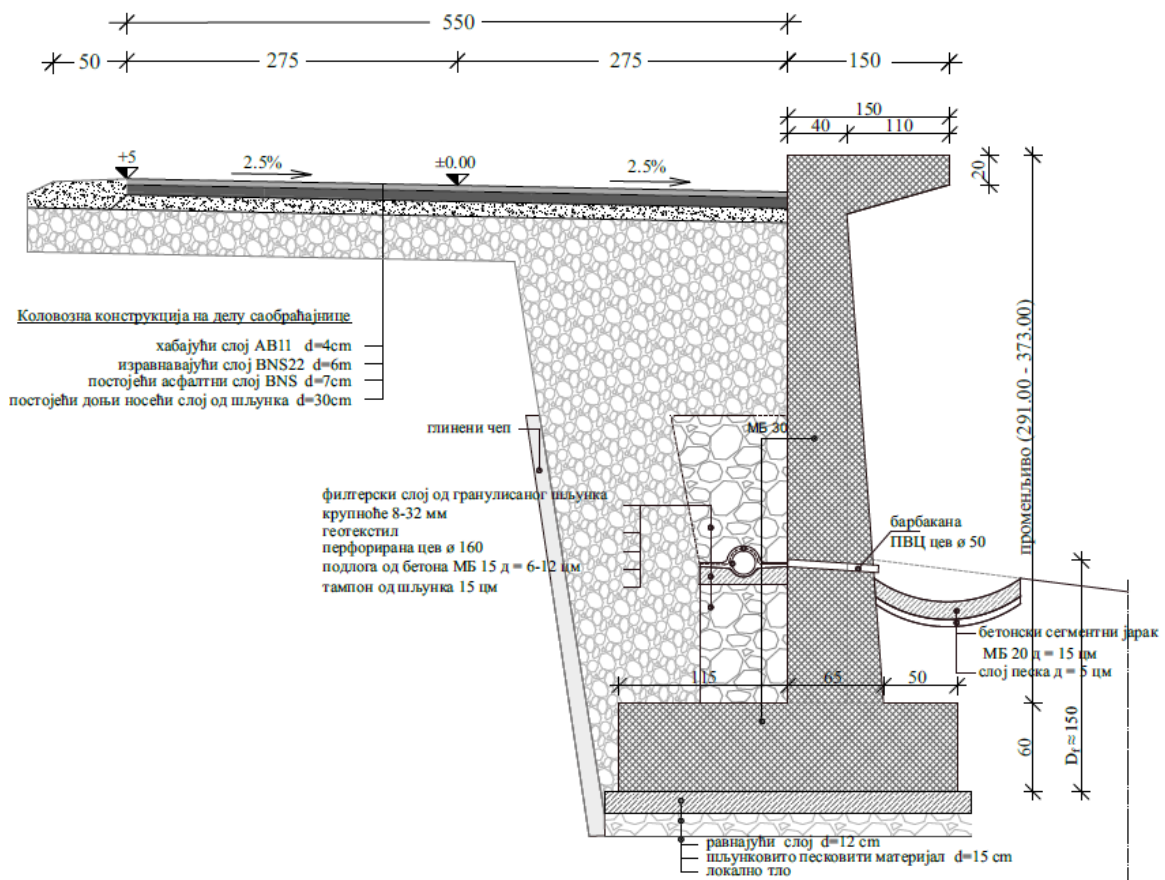 550
50
275
275
150
150
40
110
20
+5
2.5%
±0.00
2.5%
Коловозна конструкција на делу саобраћајнице
хабајући слој AB11 d=4cm
изравнавајући слој BNS22 d=6m
постојећи асфалтни слој BNS d=7cm
постојећи доњи носећи слој од шљунка d=30cm
променљиво (291.00 - 373.00)
глинени чеп
МБ 30
филтерски слој од гранулисаног шљунка
крупноће 8-32 мм
геотекстил
перфорирана цев ø 160
подлога од бетона МБ 15 д = 6-12 цм
тампон од шљунка 15 цм
барбакана
ПВЦ цев ø 50
бетонски сегментни јарак
МБ 20 д = 15 цм
слој песка д = 5 цм
115
65
50
60
Df ≈ 150
равнајући слој d=12 cm
шљунковито песковити материјал d=15 cm
локално тло